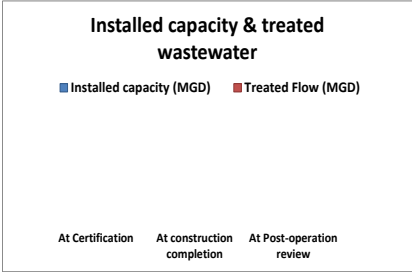 Installed capacity & treated
wastewater
Installed capacity (MGD) Treated Flow (MGD)
At Certification At construction At Post-operation
completion review